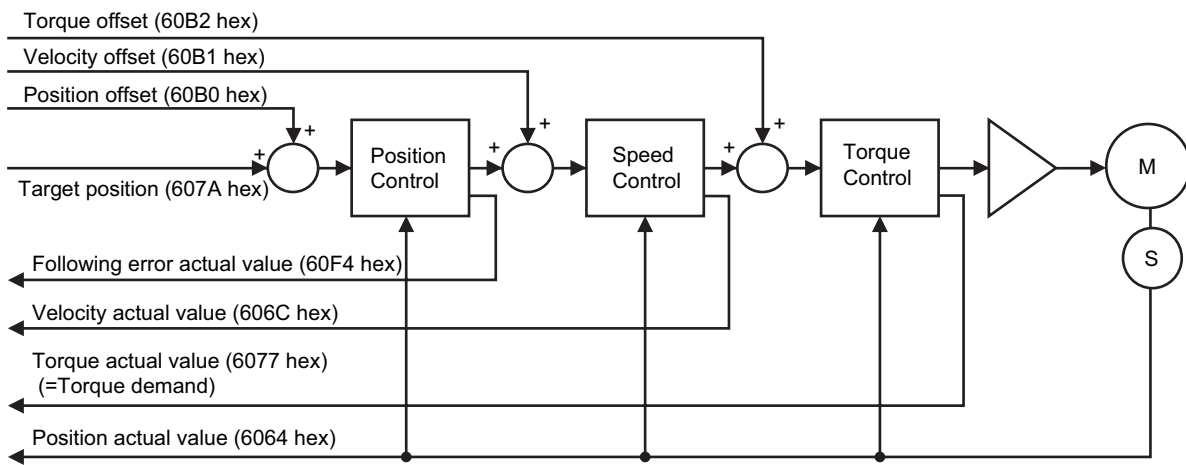 Torque offset (60B2 hex)
Velocity offset (60B1 hex)
Position offset (60B0 hex)
+
+
+
+
+
+
Position
Control
Speed
Control
Torque
Control
M
Target position (607A hex)
S
Following error actual value (60F4 hex)
Velocity actual value (606C hex)
Torque actual value (6077 hex)
(=Torque demand)
Position actual value (6064 hex)